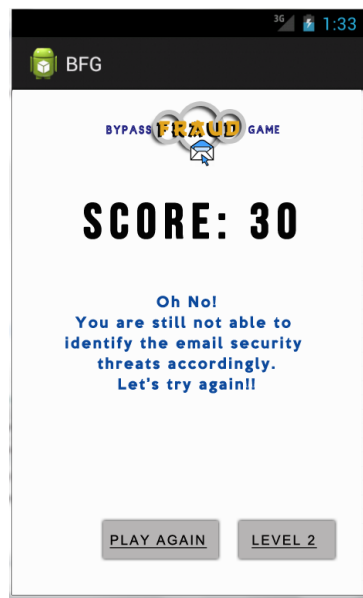 3G 1:33
BFG
BYPASS FRAUD GAME
SCORE: 30
Oh No!
You are still not able to
identify the email security
threats accordingly.
Let's try again!!
PLAY AGAIN LEVEL 2